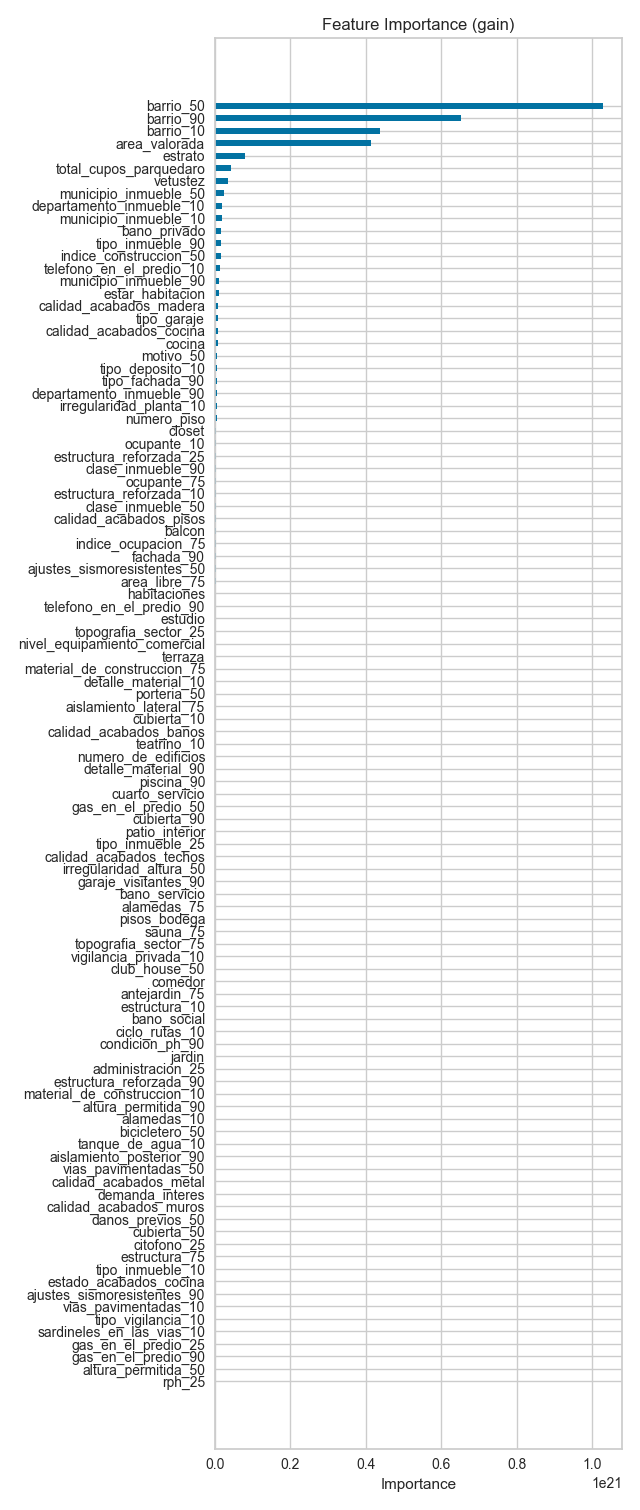 Feature Importance (gain)
barrio_50
barrio_90
barrio_10
area_valorada
estrato
total_cupos_parquedaro
vetustez
municipio_inmueble_50
departamento_inmueble_10
municipio_inmueble_10
bano_privado
tipo_inmueble_90
indice_construccion_50
telefono_en_el_predio_10
municipio_inmueble_90
estar_habitacion
calidad_acabados_madera
tipo_garaje
calidad_acabados_cocina
cocina
motivo_50
tipo_deposito_10
tipo_fachada_90
departamento_inmueble_90
irregularidad_planta_10
numero_piso
closet
ocupante_10
estructura_reforzada_25
clase_inmueble_90
ocupante_75
estructura_reforzada_10
clase_inmueble_50
calidad_acabados_pisos
balcon
indice_ocupacion_75
fachada_90
ajustes_sismoresistentes_50
area_libre_75
habitaciones
telefono_en_el_predio_90
estudio
topografia_sector_25
nivel_equipamiento_comercial
terraza
material_de_construccion_75
detalle_material_10
porteria_50
aislamiento_lateral_75
cubierta_10
calidad_acabados_banos
teatrino_10
numero_de_edificios
detalle_material_90
piscina_90
cuarto_servicio
gas_en_el_predio_50
cubierta_90
patio_interior
tipo_inmueble_25
calidad_acabados_techos
irregularidad_altura_50
garaje_visitantes_90
bano_servicio
alamedas_75
pisos_bodega
sauna_75
topografia_sector_75
vigilancia_privada_10
club_house_50
comedor
antejardin_75
estructura_10
bano_social
ciclo_rutas_10
condicion_ph_90
jardin
administracion_25
estructura_reforzada_90
material_de_construccion_10
altura_permitida_90
alamedas_10
bicicletero_50
tanque_de_agua_10
aislamiento_posterior_90
vias_pavimentadas_50
calidad_acabados_metal
demanda_interes
calidad_acabados_muros
danos_previos_50
cubierta_50
citofono_25
estructura_75
tipo_inmueble_10
estado_acabados_cocina
ajustes_sismoresistentes_90
vias_pavimentadas_10
tipo_vigilancia_10
sardineles_en_las_vias_10
gas_en_el_predio_25
gas_en_el_predio_90
altura_permitida_50
rph_25
0.0 0.2 0.4 0.6 0.8 1.0
1e21
Importance